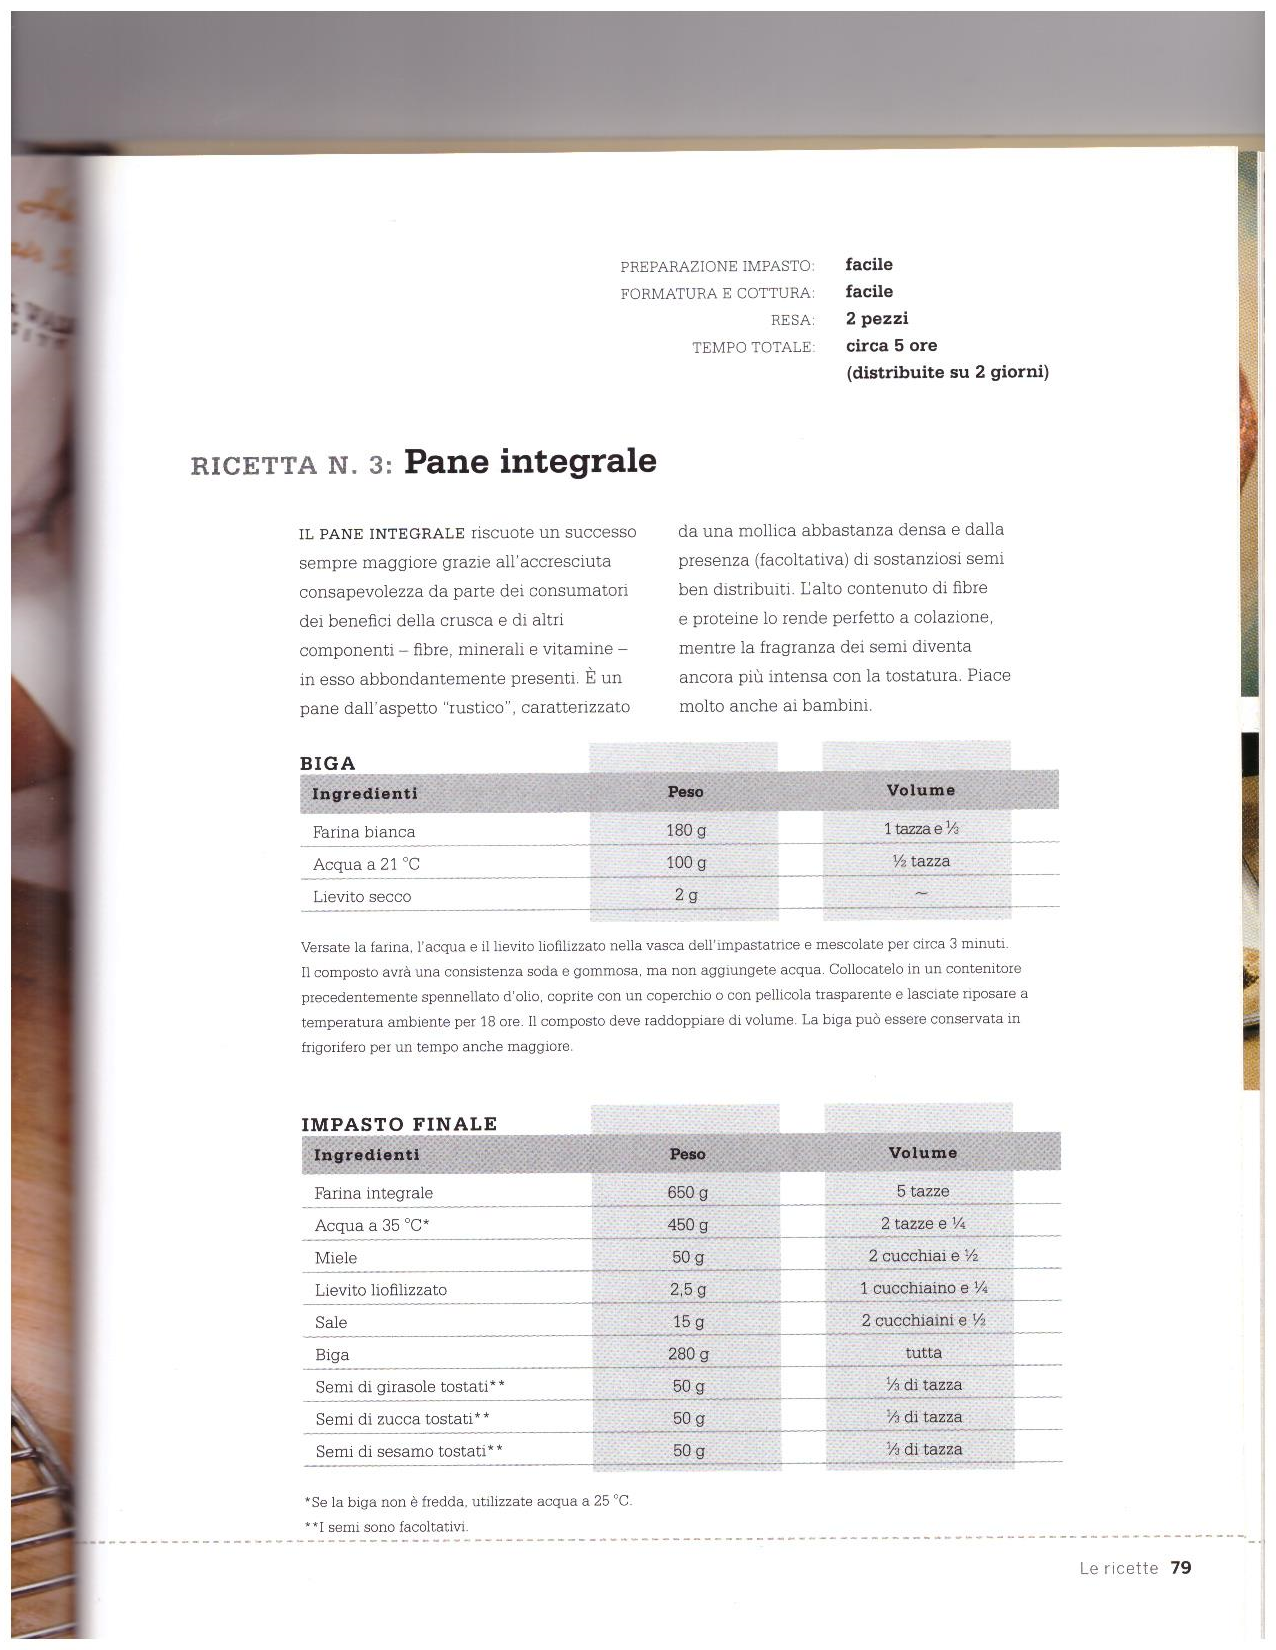 PREPARAZIONE IMPASTO: facile
FORMATURA E COTTURA: facile
RESA: 2 pezzi
TEMPO TOTALE: circa 5 ore
(distribuite su 2 giorni)
RICETTA N. 3: Pane integrale
IL PANE INTEGRALE riscuote un successo
sempre maggiore grazie all'accresciuta
consapevolezza da parte dei consumatori
dei benefici della crusca e di altri
componenti – fibre, minerali e vitamine –
in esso abbondantemente presenti. È un
pane dall'aspetto "rustico", caratterizzato
da una mollica abbastanza densa e dalla
presenza (facoltativa) di sostanziosi semi
ben distribuiti. L'alto contenuto di fibre
e proteine lo rende perfetto a colazione,
mentre la fragranza dei semi diventa
ancora più intensa con la tostatura. Piace
molto anche ai bambini.
BIGA
Ingredienti Peso Volume
Farina bianca 180 g 1 tazza e ⅓
Acqua a 21 °C 100 g ½ tazza
Lievito secco 2 g ~
Versate la farina, l'acqua e il lievito liofilizzato nella vasca dell'impastatrice e mescolate per circa 3 minuti.
Il composto avrà una consistenza soda e gommosa, ma non aggiungete acqua. Collocatelo in un contenitore
precedentemente spennellato d'olio, coprite con un coperchio o con pellicola trasparente e lasciate riposare a
temperatura ambiente per 18 ore. Il composto deve raddoppiare di volume. La biga può essere conservata in
frigorifero per un tempo anche maggiore.
IMPASTO FINALE
Ingredienti Peso Volume
Farina integrale 650 g 5 tazze
Acqua a 35 °C* 450 g 2 tazze e ¼
Miele 50 g 2 cucchiai e ½
Lievito liofilizzato 2,5 g 1 cucchiaino e ¼
Sale 15 g 2 cucchiaini e ½
Biga 280 g tutta
Semi di girasole tostati** 50 g ⅓ di tazza
Semi di zucca tostati** 50 g ⅓ di tazza
Semi di sesamo tostati** 50 g ⅓ di tazza
*Se la biga non è fredda, utilizzate acqua a 25 °C.
**I semi sono facoltativi.
Le ricette 79